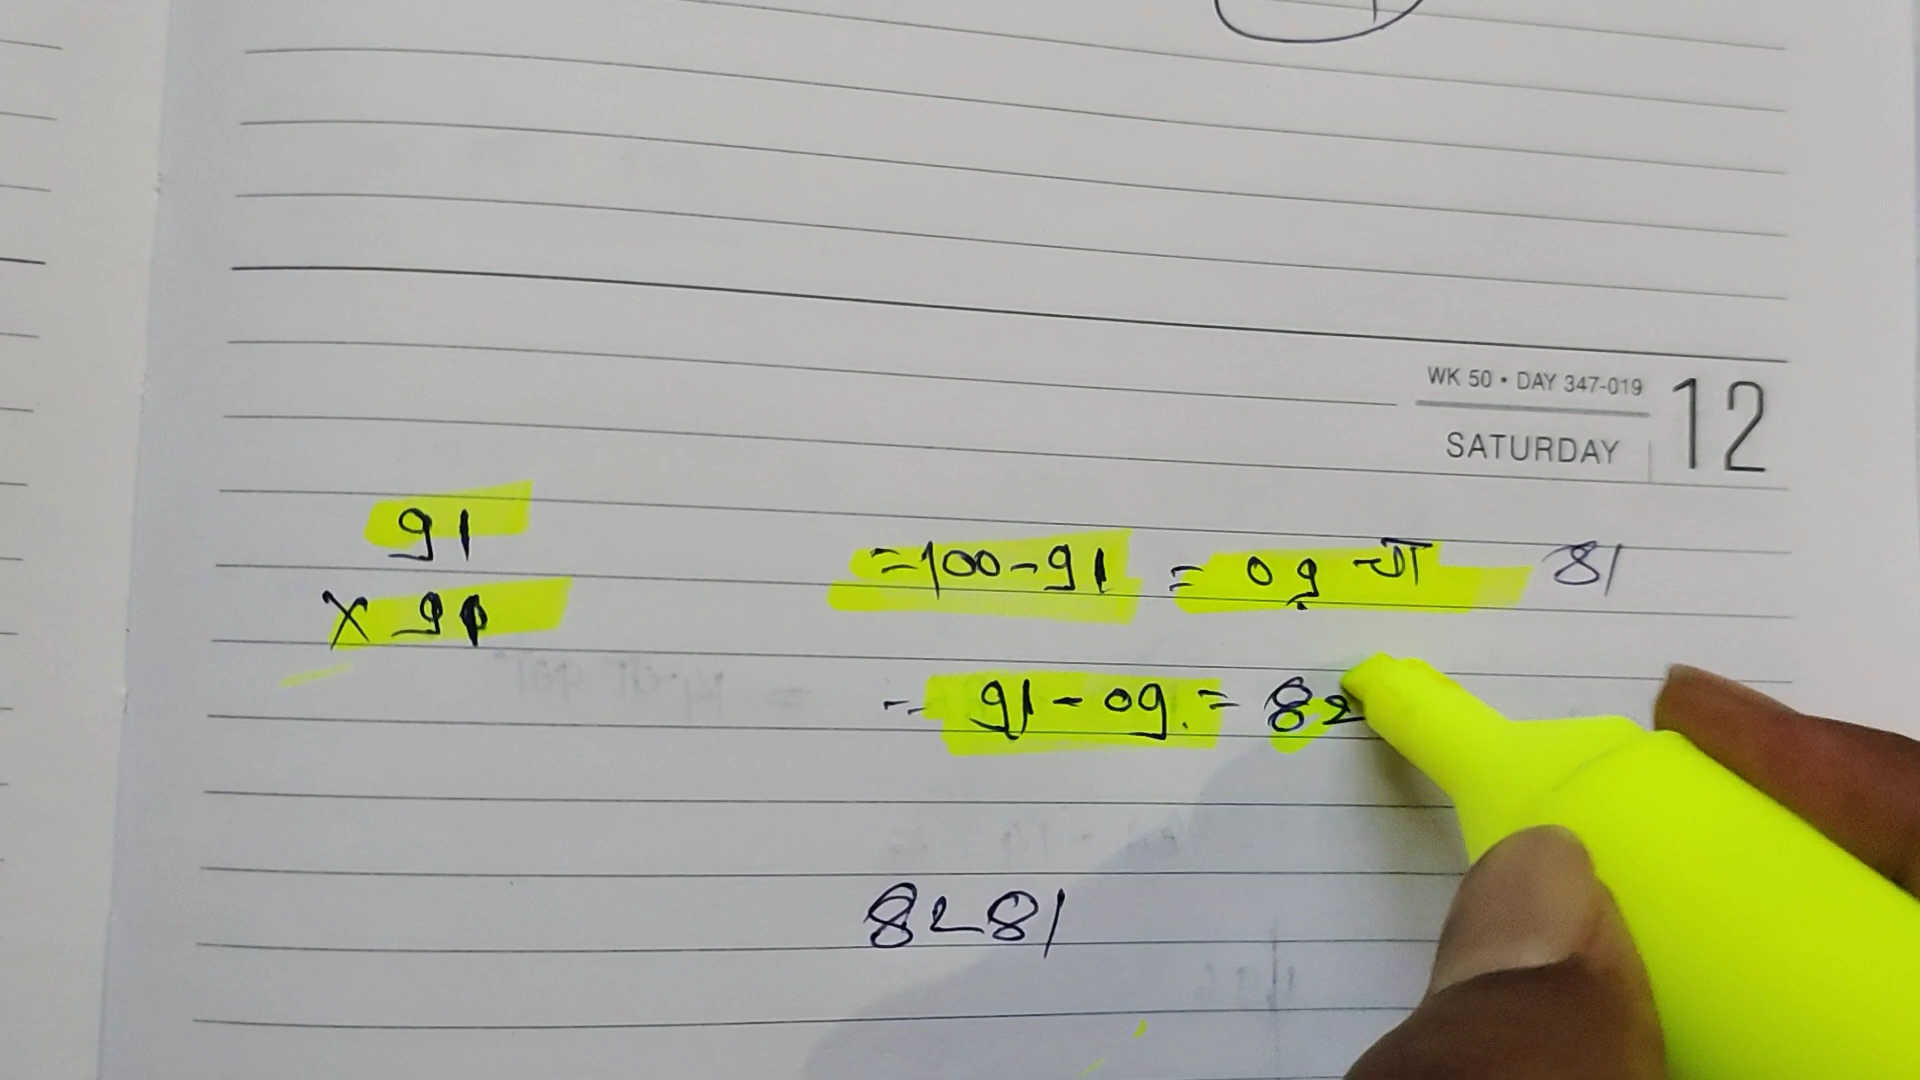 WK 50 • DAY 347-019
SATURDAY
12
91
= 100 - 91 = 09 चा 81
X 91
= 91 - 09. = 82
8281